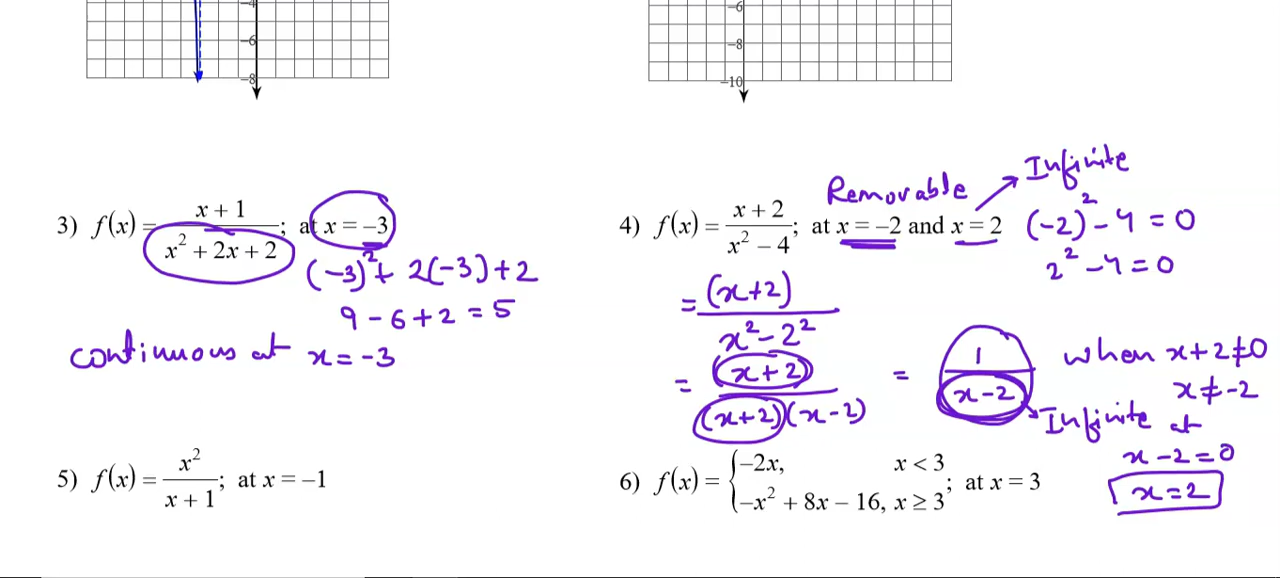 -4
-6
-8
-6
-8
-10
3) f(x) = (x + 1)/(x² + 2x + 2); at x = −3
(-3)² + 2(-3) + 2
9 - 6 + 2 = 5
continuous at x = -3
Removable
Infinite
4) f(x) = (x + 2)/(x² − 4); at x = −2 and x = 2
(-2)² - 4 = 0
2² - 4 = 0
= (x+2)/(x² - 2²)
= (x+2)/((x+2)(x-2)) = 1/(x-2)
when x+2≠0
x ≠ -2
Infinite at
x - 2 = 0
x = 2
5) f(x) = x²/(x + 1); at x = −1
6) f(x) = { −2x, x < 3
−x² + 8x − 16, x ≥ 3 ; at x = 3